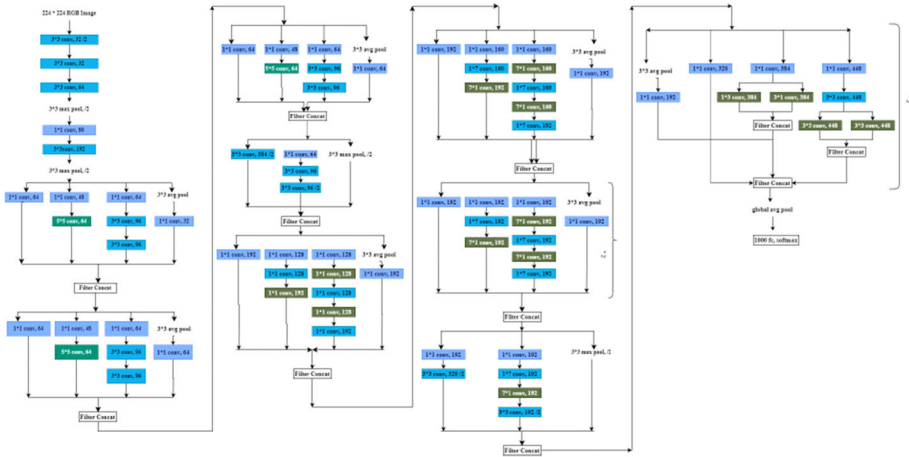 224 * 224 RGB Image
3*3 conv, 32 /2
3*3 conv, 32
3*3 conv, 64
3*3 max pool, /2
1*1 conv, 80
3*3conv, 192
3*3 max pool, /2
1*1 conv, 64
1*1 conv, 48
1*1 conv, 64
3*3 avg pool
5*5 conv, 64
3*3 conv, 96
1*1 conv, 32
3*3 conv, 96
Filter Concat
1*1 conv, 64
1*1 conv, 48
1*1 conv, 64
3*3 avg pool
5*5 conv, 64
3*3 conv, 96
1*1 conv, 64
3*3 conv, 96
Filter Concat
1*1 conv, 64
1*1 conv, 48
1*1 conv, 64
3*3 avg pool
5*5 conv, 64
3*3 conv, 96
1*1 conv, 64
3*3 conv, 96
Filter Concat
3*3 conv, 384 /2
1*1 conv, 64
3*3 max pool, /2
3*3 conv, 96
3*3 conv, 96 /2
Filter Concat
1*1 conv, 192
1*1 conv, 128
1*1 conv, 128
3*3 avg pool
1*1 conv, 128
1*1 conv, 128
1*1 conv, 192
1*1 conv, 192
conv, 128
1*1 conv, 128
1*1 conv, 192
Filter Concat
1*1 conv, 192
1*1 conv, 160
1*1 conv, 160
3*3 avg pool
1*7 conv, 160
7*1 conv, 160
1*1 conv, 192
7*1 conv, 192
1*7 conv, 160
7*1 conv, 160
1*7 conv, 192
Filter Concat
1*1 conv, 192
1*1 conv, 192
1*1 conv, 192
3*3 avg pool
1*7 conv, 192
7*1 conv, 192
1*1 conv, 192
7*1 conv, 192
1*7 conv, 192
7*1 conv, 192
1*7 conv, 192
Filter Concat
1*1 conv, 192
1*1 conv, 192
3*3 max pool, /2
3*3 conv, 320 /2
1*7 conv, 192
7*1 conv, 192
3*3 conv, 192 /2
Filter Concat
3*3 avg pool
1*1 conv, 320
1*1 conv, 384
1*1 conv, 448
1*1 conv, 192
1*3 conv, 384
3*1 conv, 384
3*3 conv, 448
Filter Concat
conv, 448
conv, 448
Filter Concat
Filter Concat
global avg pool
1000 fc, softmax